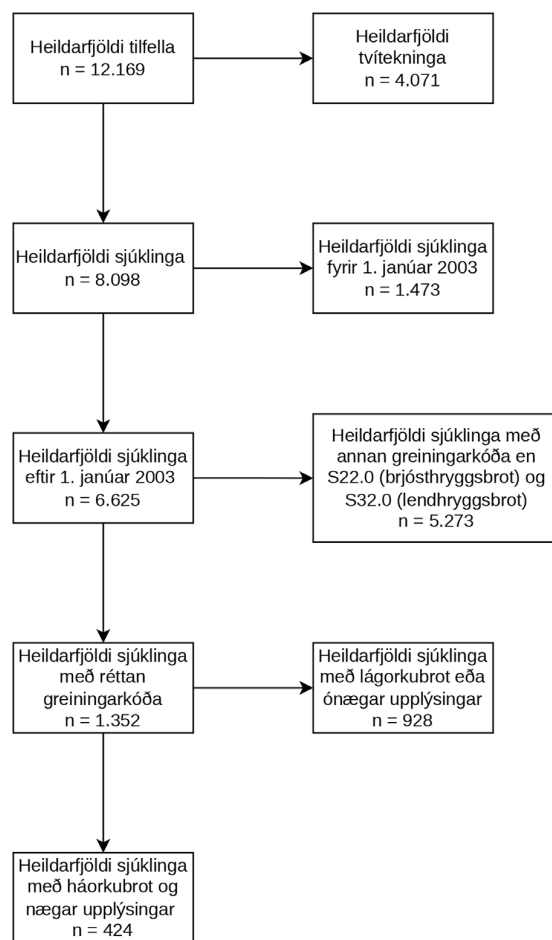 Heildarfjöldi tilfella
n = 12.169
Heildarfjöldi
tvítekninga
n = 4.071
Heildarfjöldi sjúklinga
n = 8.098
Heildarfjöldi sjúklinga
fyrir 1. janúar 2003
n = 1.473
Heildarfjöldi sjúklinga
eftir 1. janúar 2003
n = 6.625
Heildarfjöldi sjúklinga með
annan greiningarkóða en
S22.0 (brjósthryggsbrot) og
S32.0 (lendhryggsbrot)
n = 5.273
Heildarfjöldi sjúklinga
með réttan
greiningarkóða
n = 1.352
Heildarfjöldi sjúklinga
með lágorkubrot eða
ónægar upplýsingar
n = 928
Heildarfjöldi sjúklinga
með háorkubrot og
nægar upplýsingar
n = 424